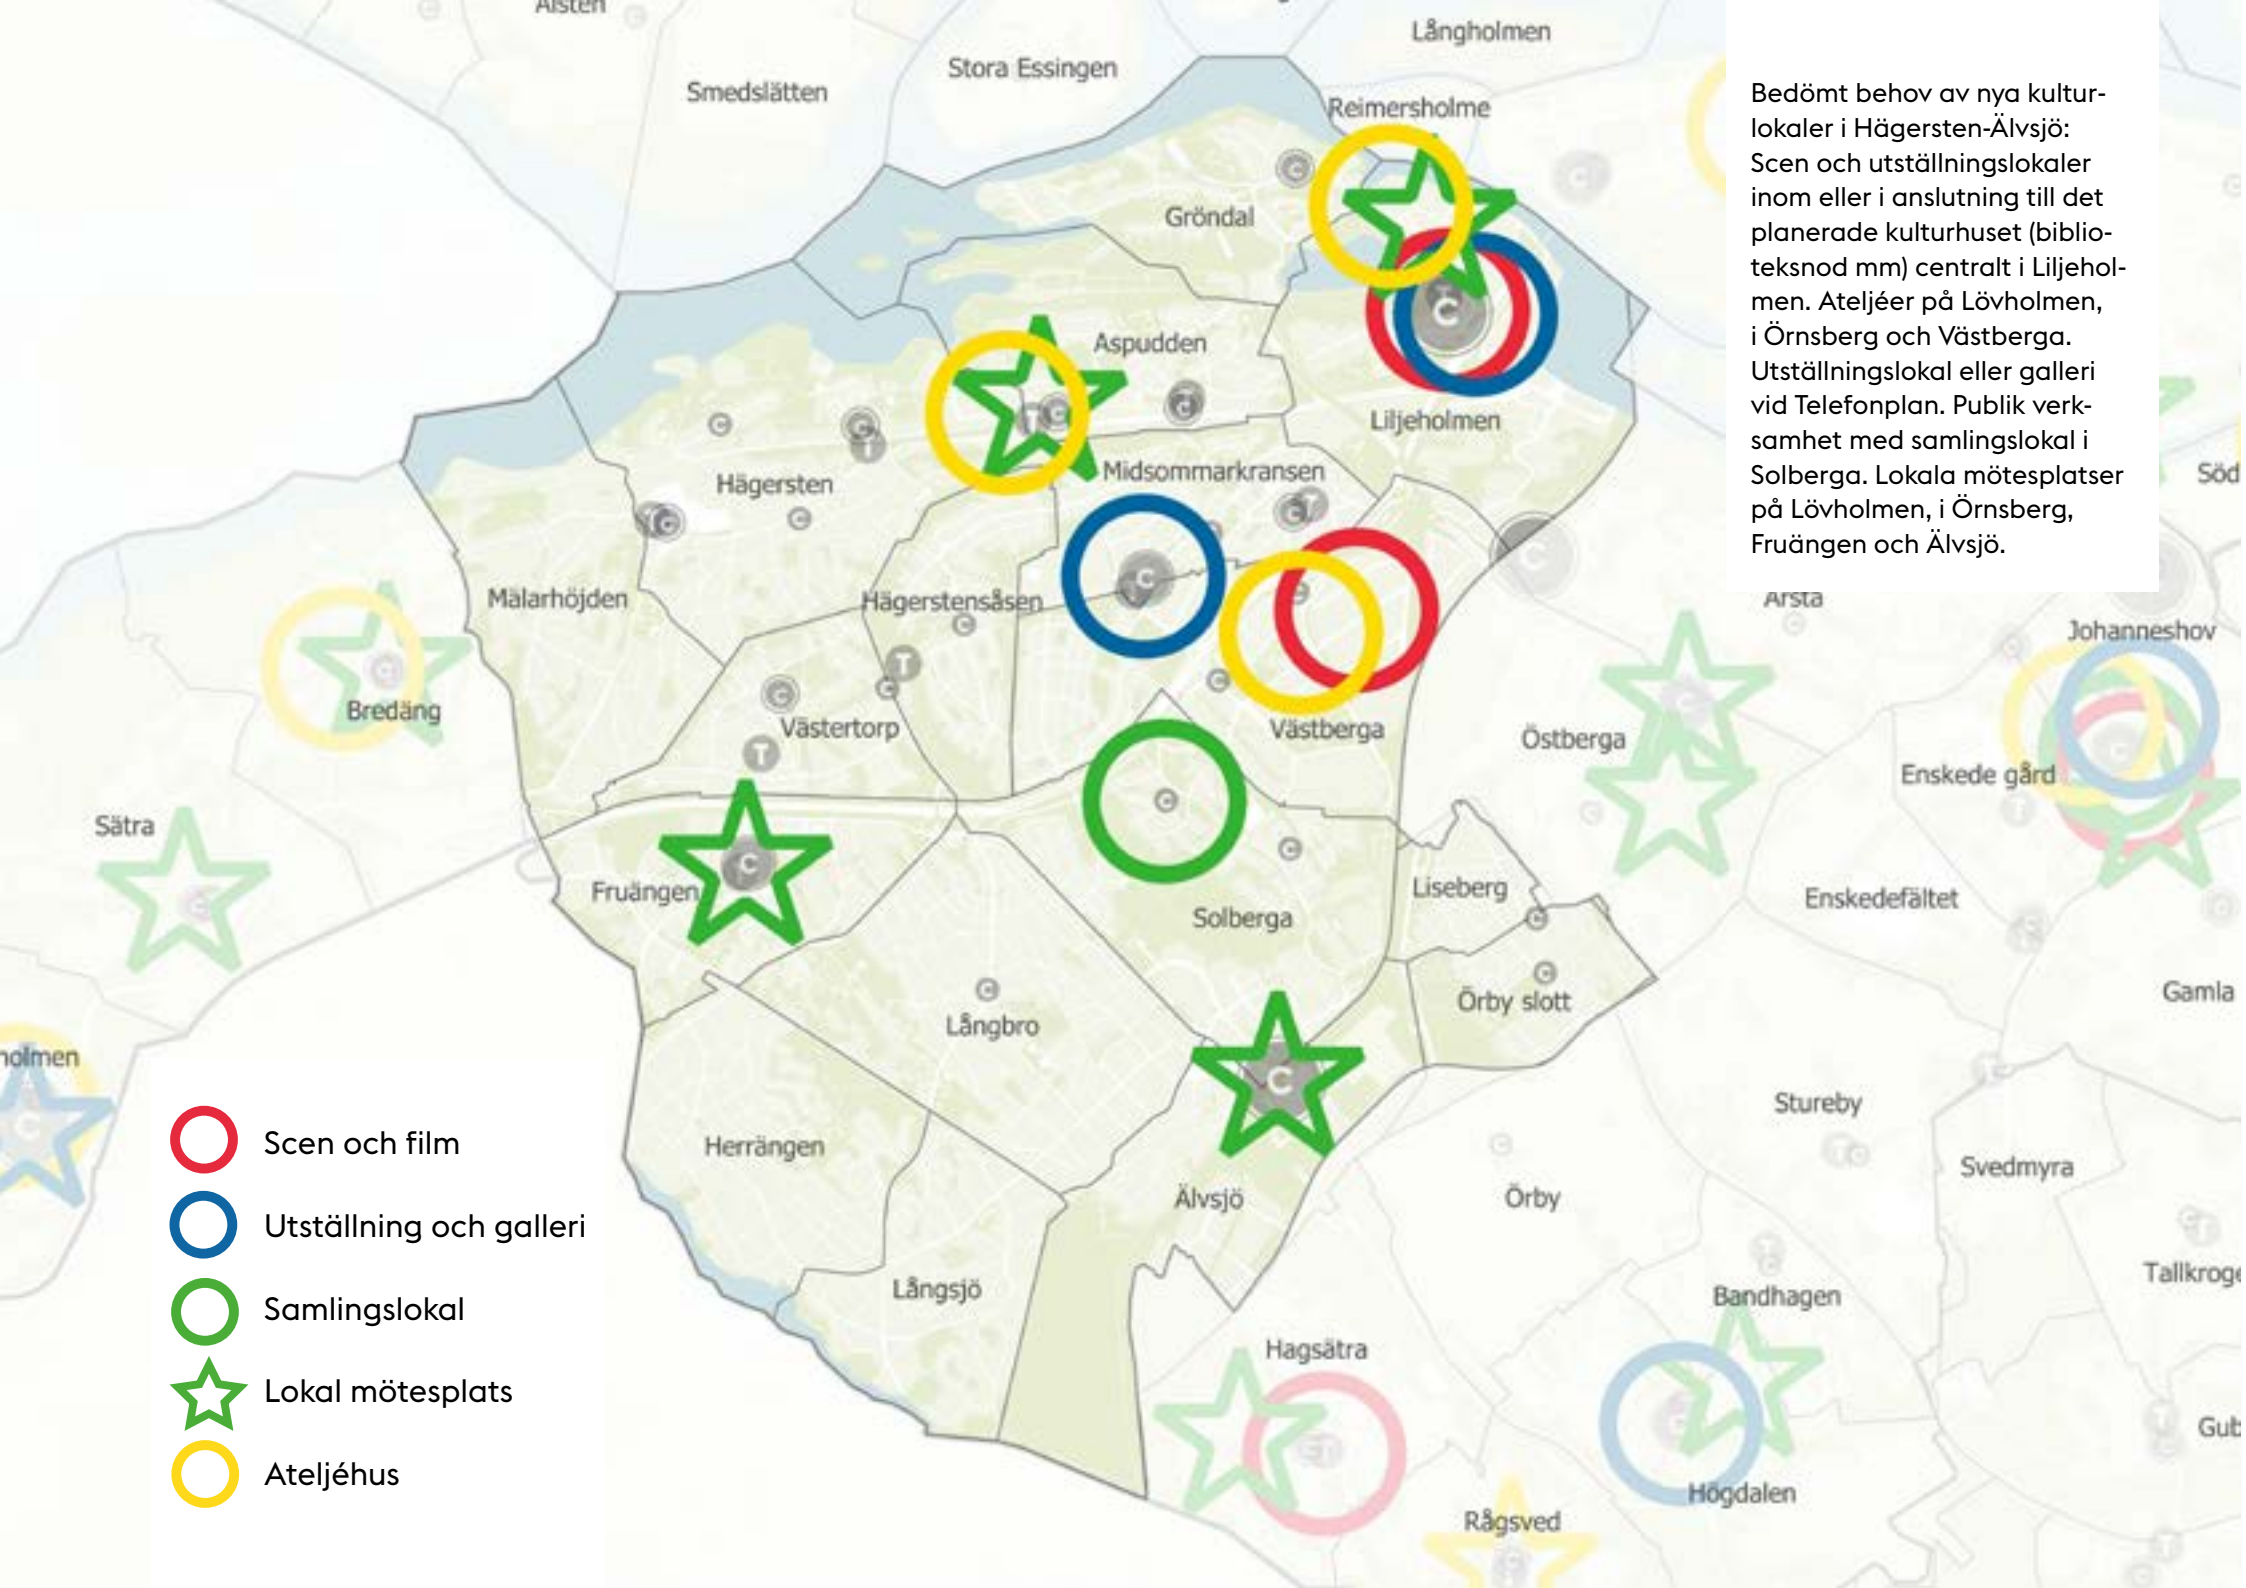 Ålsten
Långholmen
Stora Essingen
Smedslätten
Reimersholme
Bedömt behov av nya kultur-
lokaler i Hägersten-Älvsjö:
Scen och utställningslokaler
inom eller i anslutning till det
planerade kulturhuset (biblio-
teksnod mm) centralt i Liljehol-
men. Ateljéer på Lövholmen,
i Örnsberg och Västberga.
Utställningslokal eller galleri
vid Telefonplan. Publik verk-
samhet med samlingslokal i
Solberga. Lokala mötesplatser
på Lövholmen, i Örnsberg,
Fruängen och Älvsjö.
Gröndal
Aspudden
Liljeholmen
Midsommarkransen
Hägersten
Söd
Mälarhöjden
Hägerstensåsen
Årsta
Johanneshov
Bredäng
Västertorp
Västberga
Östberga
Enskede gård
Sätra
Fruängen
Liseberg
Enskedefältet
Solberga
Gamla
Örby slott
Långbro
holmen
Stureby
Herrängen
Svedmyra
Älvsjö
Örby
Långsjö
Tallkroge
Bandhagen
Hagsätra
Gub
Högdalen
Rågsved
Scen och film
Utställning och galleri
Samlingslokal
Lokal mötesplats
Ateljéhus